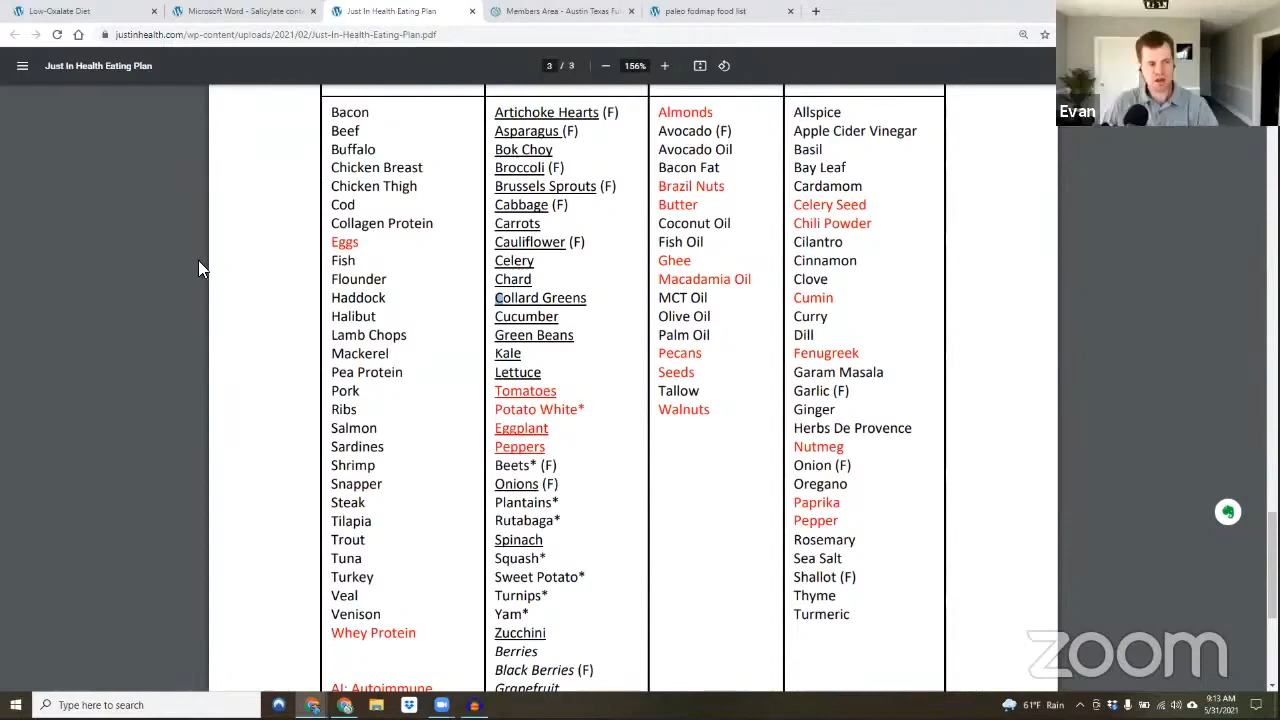 Low-Oxalate Diet
Microsoft Word - Salicylate cont
Just In Health Eating Plan
Members Area - Austin Texas Fu
paleo fodmap food list
justinhealth.com/wp-content/uploads/2021/02/Just-In-Health-Eating-Plan.pdf
Just In Health Eating Plan
3 / 3
156%
Evan
Bacon
Beef
Buffalo
Chicken Breast
Chicken Thigh
Cod
Collagen Protein
Eggs
Fish
Flounder
Haddock
Halibut
Lamb Chops
Mackerel
Pea Protein
Pork
Ribs
Salmon
Sardines
Shrimp
Snapper
Steak
Tilapia
Trout
Tuna
Turkey
Veal
Venison
Whey Protein
AI: Autoimmune
Artichoke Hearts (F)
Asparagus (F)
Bok Choy
Broccoli (F)
Brussels Sprouts (F)
Cabbage (F)
Carrots
Cauliflower (F)
Celery
Chard
Collard Greens
Cucumber
Green Beans
Kale
Lettuce
Tomatoes
Potato White*
Eggplant
Peppers
Beets* (F)
Onions (F)
Plantains*
Rutabaga*
Spinach
Squash*
Sweet Potato*
Turnips*
Yam*
Zucchini
Berries
Black Berries (F)
Grapefruit
Almonds
Avocado (F)
Avocado Oil
Bacon Fat
Brazil Nuts
Butter
Coconut Oil
Fish Oil
Ghee
Macadamia Oil
MCT Oil
Olive Oil
Palm Oil
Pecans
Seeds
Tallow
Walnuts
Allspice
Apple Cider Vinegar
Basil
Bay Leaf
Cardamom
Celery Seed
Chili Powder
Cilantro
Cinnamon
Clove
Cumin
Curry
Dill
Fenugreek
Garam Masala
Garlic (F)
Ginger
Herbs De Provence
Nutmeg
Onion (F)
Oregano
Paprika
Pepper
Rosemary
Sea Salt
Shallot (F)
Thyme
Turmeric
zoom
Type here to search
61°F Rain
9:13 AM
5/31/2021